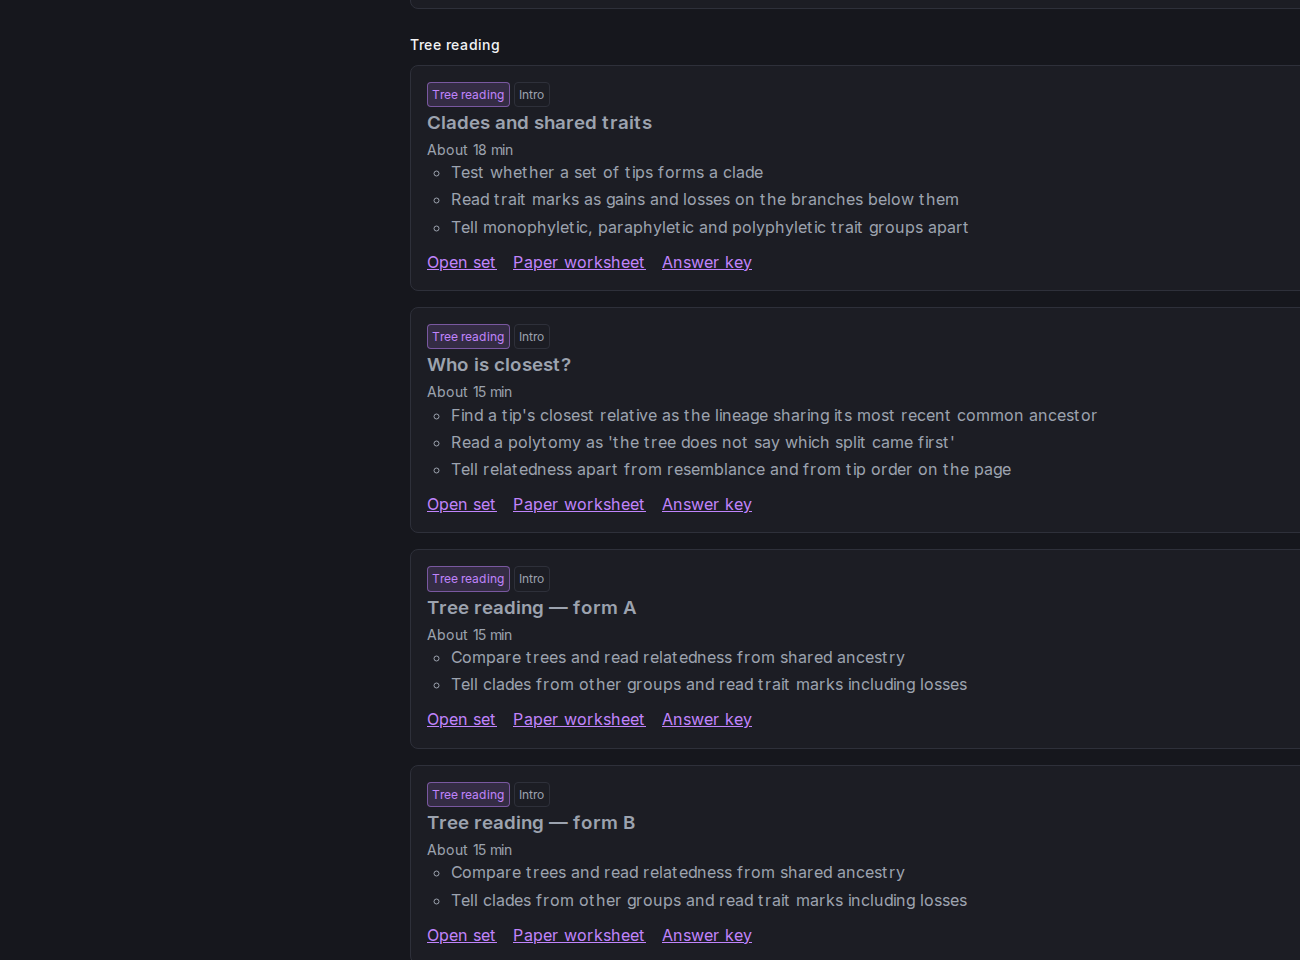 Tree reading
Tree reading Intro
Clades and shared traits
About 18 min
Test whether a set of tips forms a clade
Read trait marks as gains and losses on the branches below them
Tell monophyletic, paraphyletic and polyphyletic trait groups apart
Open set Paper worksheet Answer key
Tree reading Intro
Who is closest?
About 15 min
Find a tip's closest relative as the lineage sharing its most recent common ancestor
Read a polytomy as 'the tree does not say which split came first'
Tell relatedness apart from resemblance and from tip order on the page
Open set Paper worksheet Answer key
Tree reading Intro
Tree reading — form A
About 15 min
Compare trees and read relatedness from shared ancestry
Tell clades from other groups and read trait marks including losses
Open set Paper worksheet Answer key
Tree reading Intro
Tree reading — form B
About 15 min
Compare trees and read relatedness from shared ancestry
Tell clades from other groups and read trait marks including losses
Open set Paper worksheet Answer key